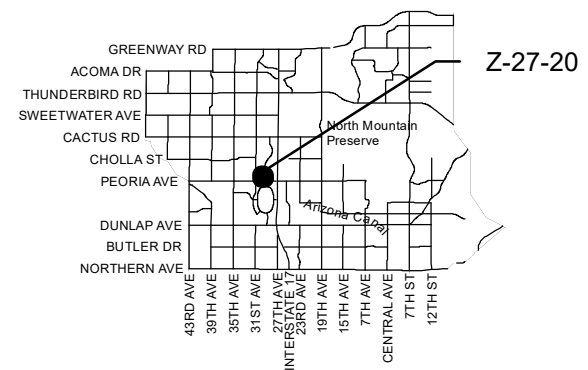 Z-27-20
GREENWAY RD
ACOMA DR
THUNDERBIRD RD
SWEETWATER AVE
CACTUS RD
CHOLLA ST
PEORIA AVE
DUNLAP AVE
BUTLER DR
NORTHERN AVE
North Mountain
Preserve
Arizona Canal
43RD AVE
39TH AVE
35TH AVE
31ST AVE
27TH AVE
INTERSTATE 17
23RD AVE
19TH AVE
15TH AVE
7TH AVE
CENTRAL AVE
7TH ST
12TH ST